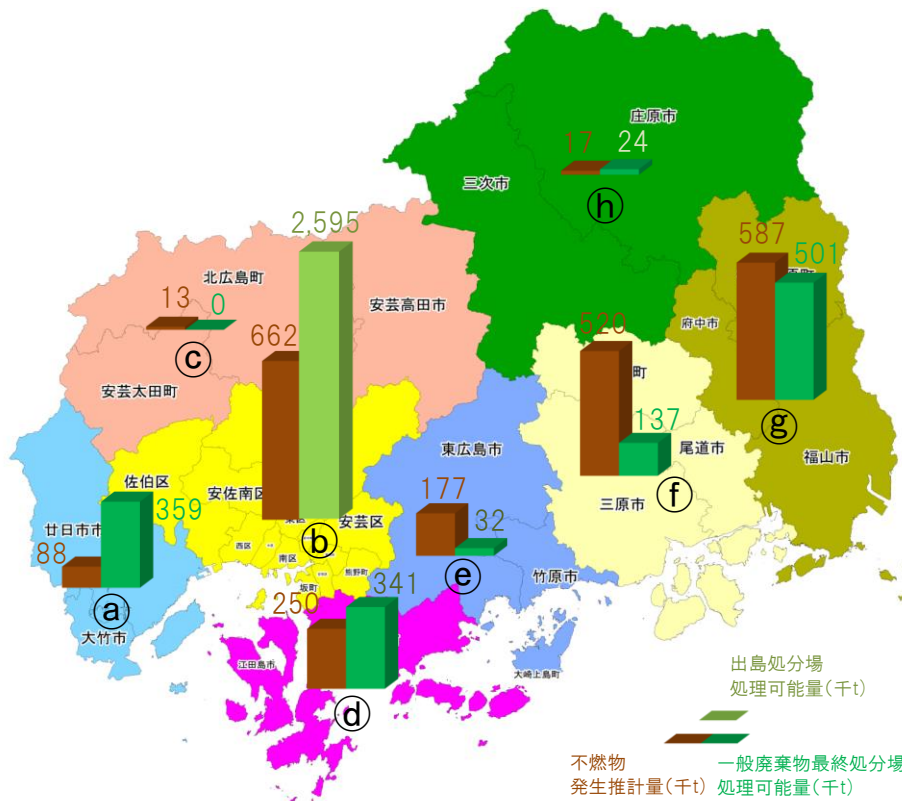 庄原市
17
24
ⓗ
三次市
2,595
北広島町
安芸高田市
13
0
ⓒ
安芸太田町
662
587
501
府中市
520
137
町
尾道市
ⓖ
福山市
三原市
ⓕ
東広島市
177
32
ⓔ
竹原市
佐伯区
安佐南区
安芸区
359
廿日市市
88
ⓐ
大竹市
ⓑ
西区
南区
熊野町
坂町
250
341
江田島市
ⓓ
大崎上島町
出島処分場
処理可能量(千t)
不燃物
発生推計量(千t)
一般廃棄物最終処分場
処理可能量(千t)